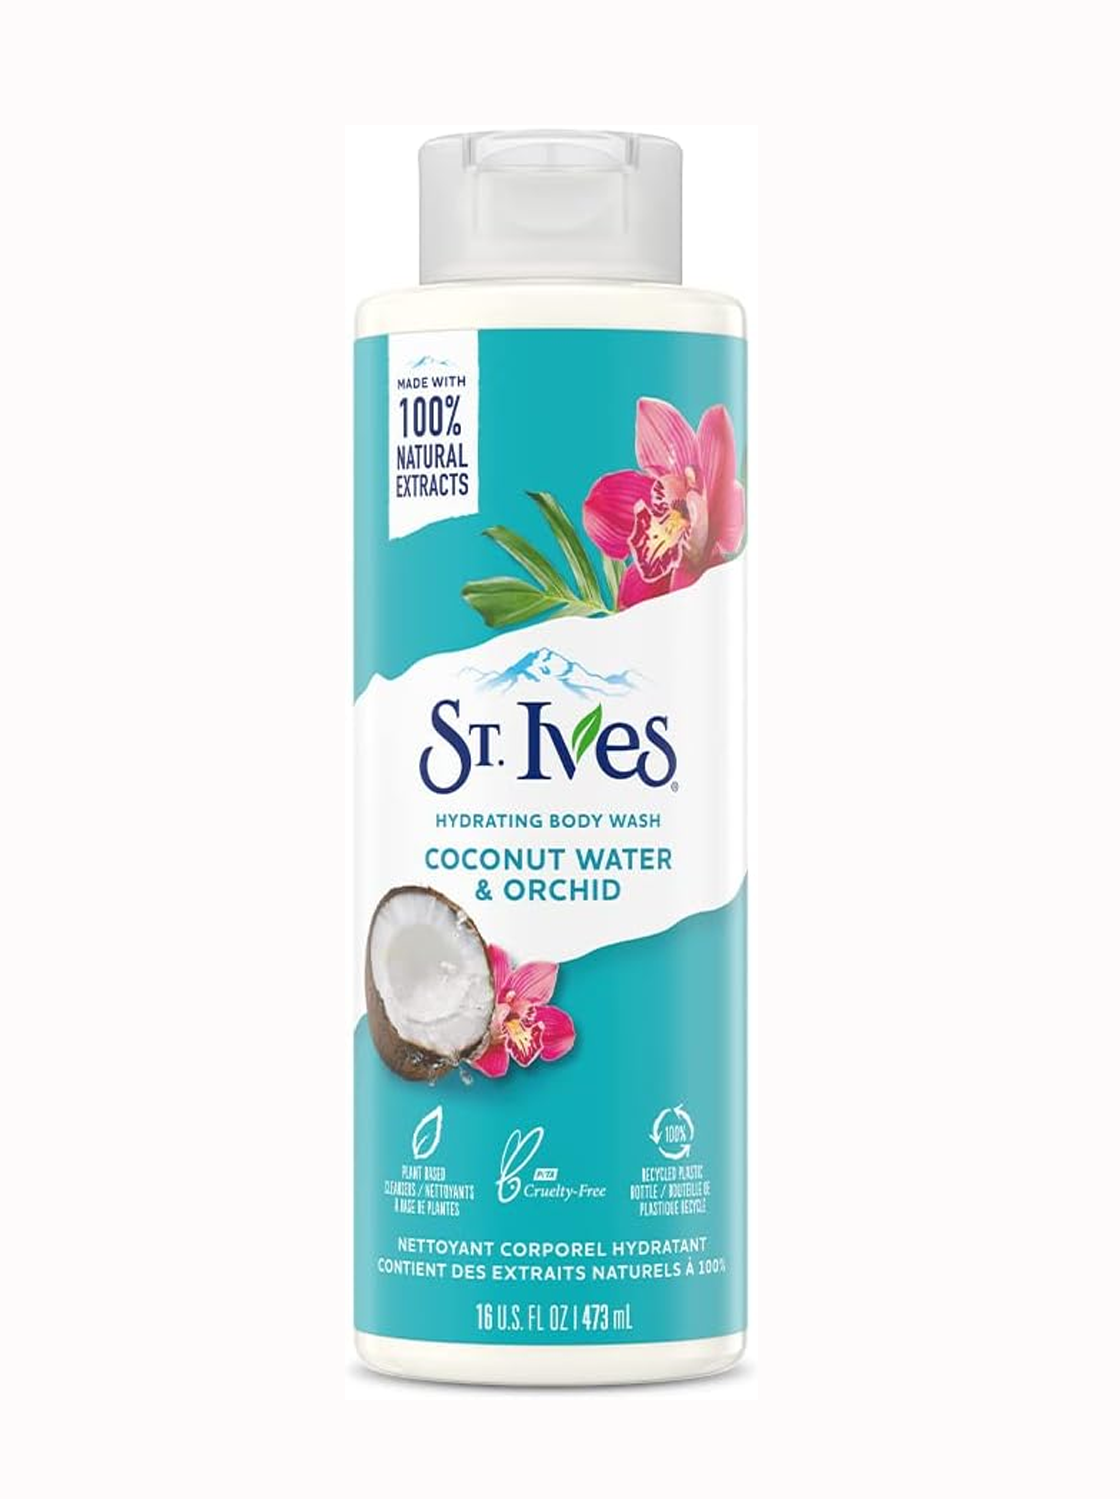 MADE WITH
100%
NATURAL
EXTRACTS
ST. IVES®
HYDRATING BODY WASH
COCONUT WATER
& ORCHID
PLANT BASED
CLEANSERS / NETTOYANTS
À BASE DE PLANTES
PETA
Cruelty-Free
100%
RECYCLED PLASTIC
BOTTLE / BOUTEILLE DE
PLASTIQUE RECYCLÉ
NETTOYANT CORPOREL HYDRATANT
CONTIENT DES EXTRAITS NATURELS À 100%
16 U.S. FL OZ | 473 mL